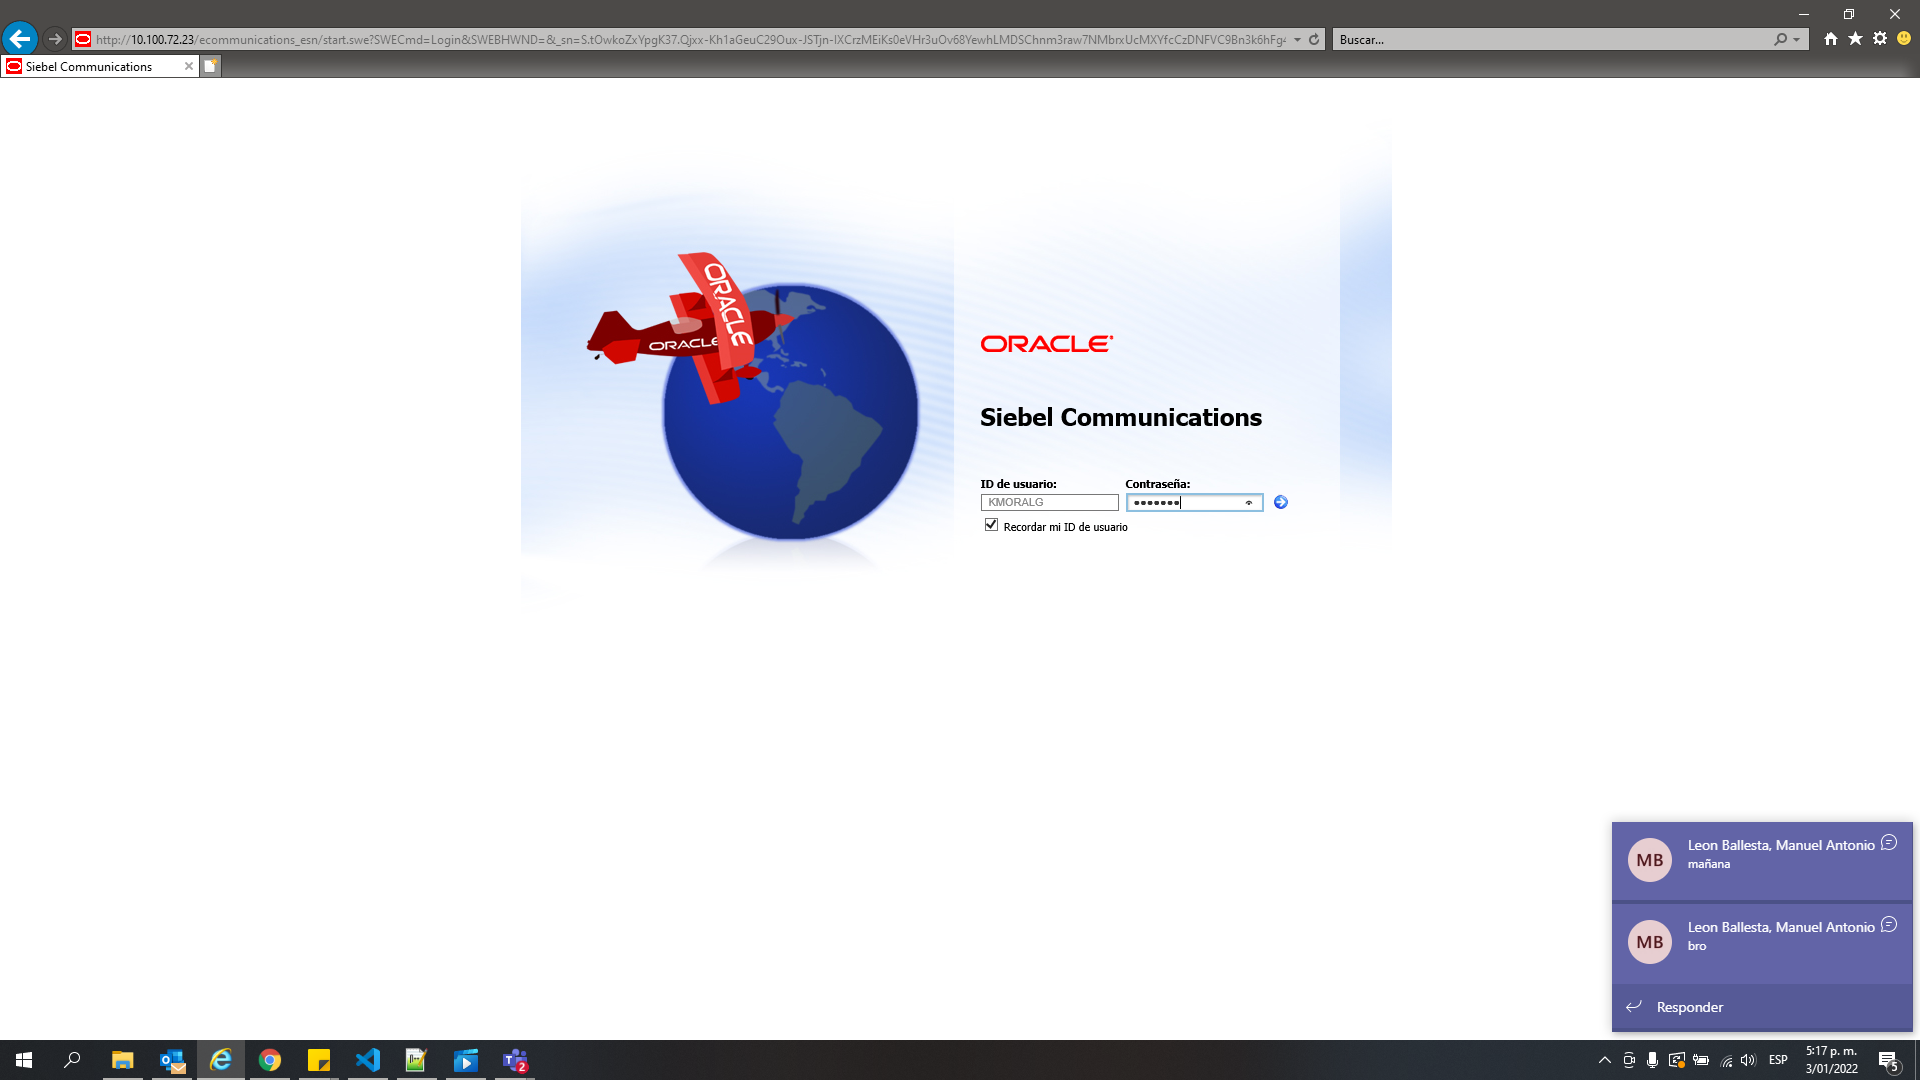 http://10.100.72.23/ecommunications_esn/start.swe?SWECmd=Login&SWEBHWND=&_sn=S.tOwkoZxYpgK37.Qjxx-Kh1aGeuC29Oux-JSTjn-IXCrzMEiKs0eVHr3uOv68YewhLMDSChnm3raw7NMbrxUcMXYfcCzDNFVC9Bn3k6hFg4
Buscar...
Siebel Communications
ORACLE
ORACLE
ORACLE
Siebel Communications
ID de usuario:
Contraseña:
KMORALG
Recordar mi ID de usuario
MB
Leon Ballesta, Manuel Antonio
mañana
MB
Leon Ballesta, Manuel Antonio
bro
Responder
2
ESP
5:17 p. m.
3/01/2022
5